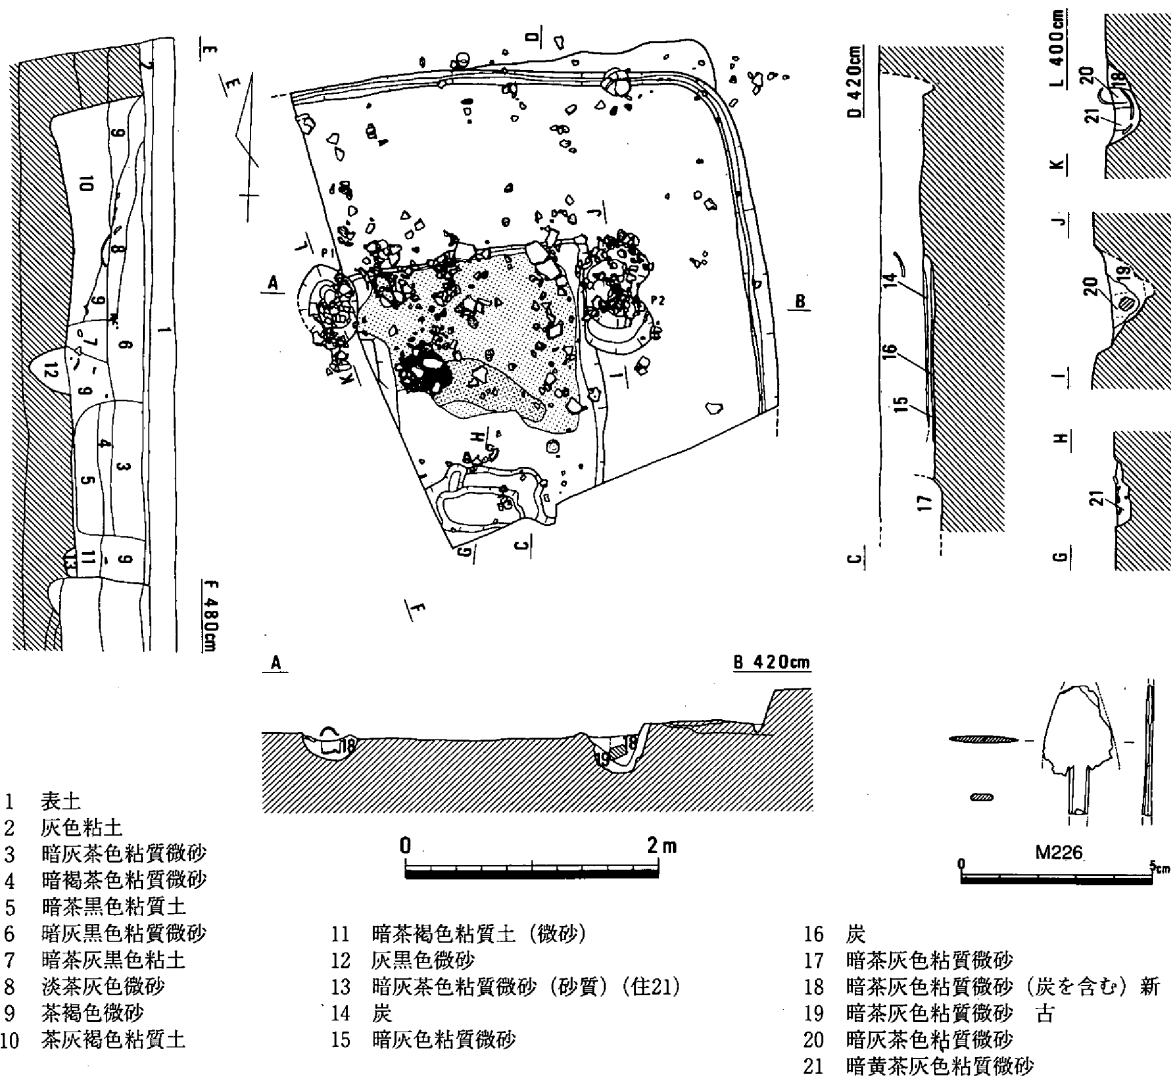 E
E
D
D 420cm
L 400cm
20
18
21
K
J
19
20
I
H
21
G
2
9
10
8
9
7
6
1
12
9
4
3
5
11
9
13
F 480cm
A
L
P1
J
P2
B
K
I
H
G
C
F
14
16
15
17
C
A
B 420cm
18
19
18
0 2m
M226
0 5cm
1 表土
2 灰色粘土
3 暗灰茶色粘質微砂
4 暗褐茶色粘質微砂
5 暗茶黒色粘質土
6 暗灰黒色粘質微砂
7 暗茶灰黒色粘土
8 淡茶灰色微砂
9 茶褐色微砂
10 茶灰褐色粘質土
11 暗茶褐色粘質土（微砂）
12 灰黒色微砂
13 暗灰茶色粘質微砂（砂質）（住21）
14 炭
15 暗灰色粘質微砂
16 炭
17 暗茶灰色粘質微砂
18 暗茶灰色粘質微砂（炭を含む）新
19 暗茶灰色粘質微砂 古
20 暗灰茶色粘質微砂
21 暗黄茶灰色粘質微砂